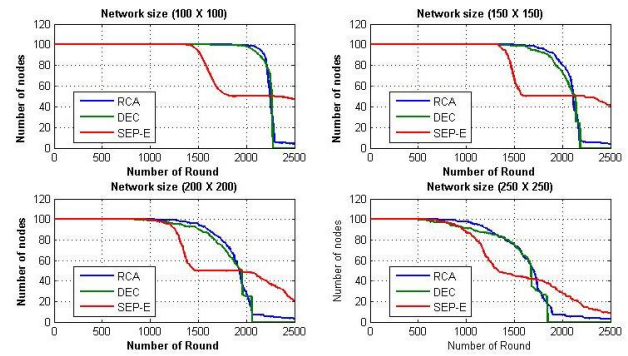 Network size (100 X 100)
Number of nodes
120
100
80
60
40
20
0
RCA
DEC
SEP-E
0 500 1000 1500 2000 2500
Number of Round
Network size (150 X 150)
Number of nodes
120
100
80
60
40
20
0
RCA
DEC
SEP-E
0 500 1000 1500 2000 2500
Number of Round
Network size (200 X 200)
Number of nodes
120
100
80
60
40
20
0
RCA
DEC
SEP-E
0 500 1000 1500 2000 2500
Number of Round
Network size (250 X 250)
Number of nodes
120
100
80
60
40
20
0
RCA
DEC
SEP-E
0 500 1000 1500 2000 2500
Number of Round